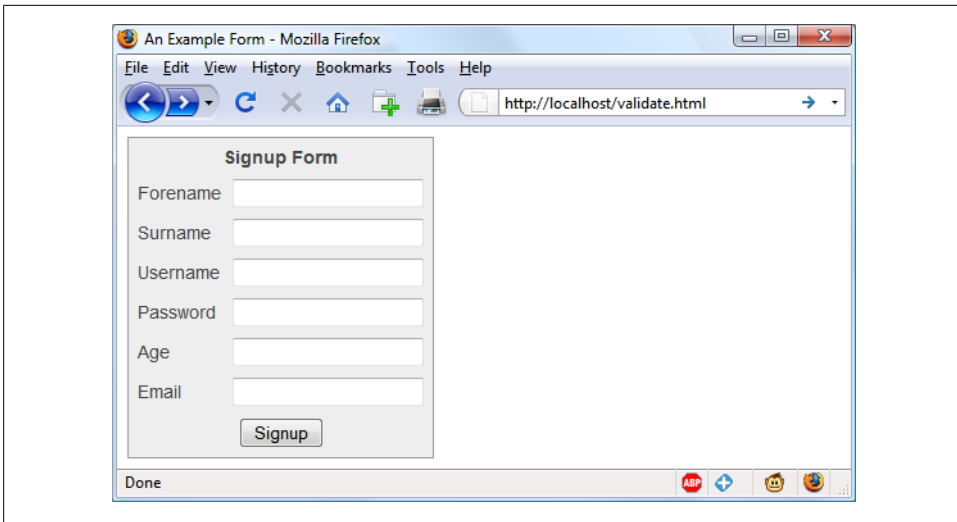 An Example Form - Mozilla Firefox
File Edit View History Bookmarks Tools Help
http://localhost/validate.html
Signup Form
Forename
Surname
Username
Password
Age
Email
Signup
Done
ABP